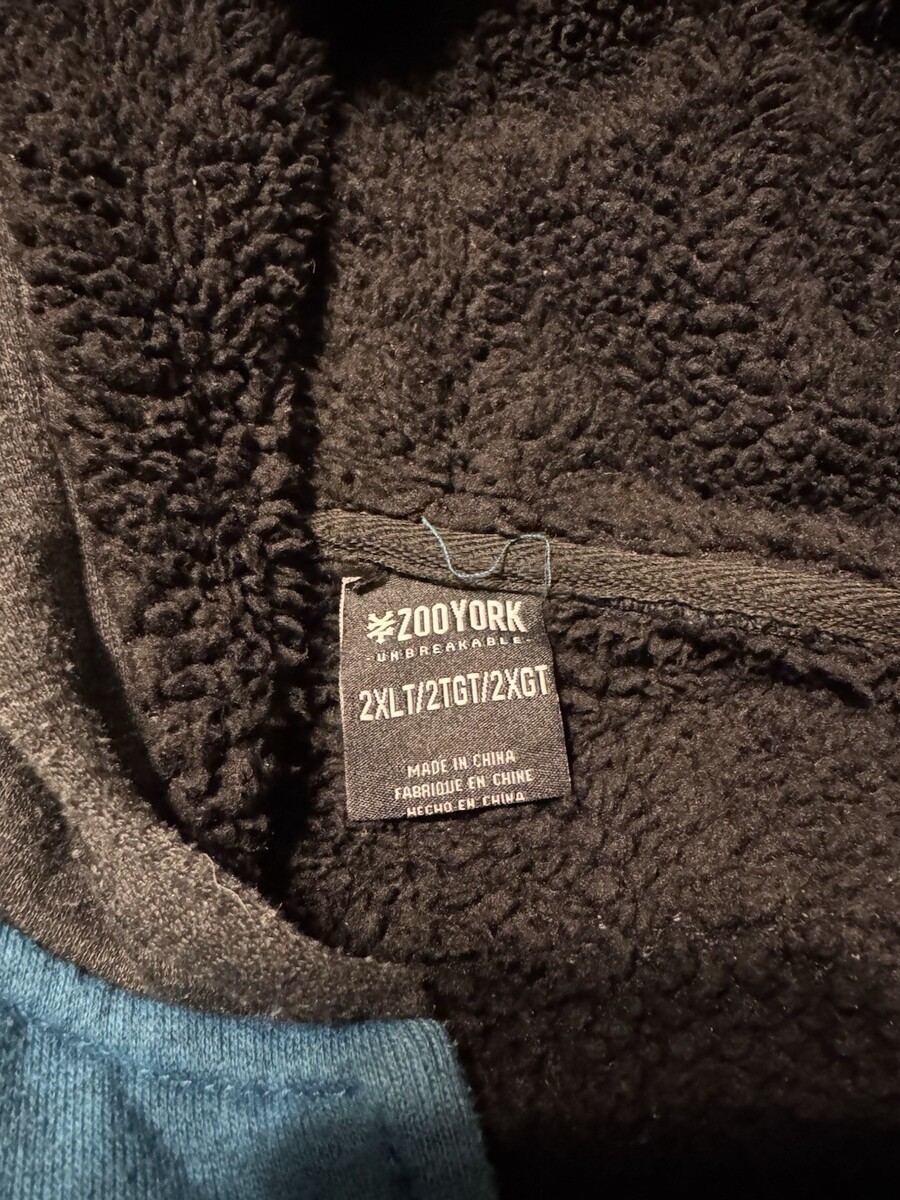 ZOOYORK
-UNBREAKABLE-
2XLT/2TGT/2XGT
MADE IN CHINA
FABRIQUE EN CHINE
HECHO EN CHINA